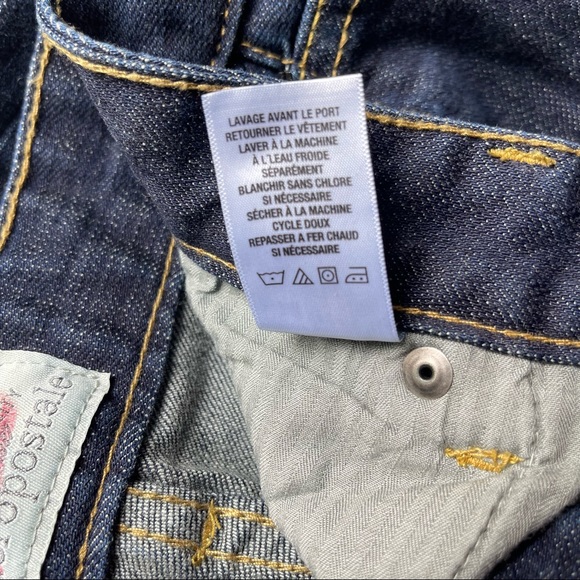 LAVAGE AVANT LE PORT
RETOURNER LE VÊTEMENT
LAVER À LA MACHINE
À L'EAU FROIDE
SÉPARÉMENT
BLANCHIR SANS CHLORE
SI NÉCESSAIRE
SÉCHER À LA MACHINE
CYCLE DOUX
REPASSER A FER CHAUD
SI NÉCESSAIRE
ropostale